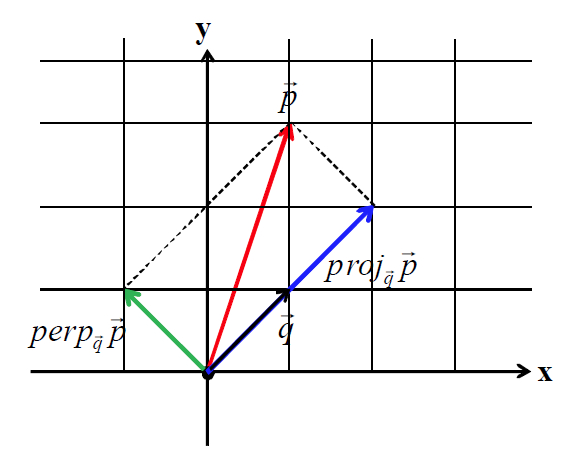 y
p⃗
proj_q⃗ p⃗
perp_q⃗ p⃗
q⃗
x